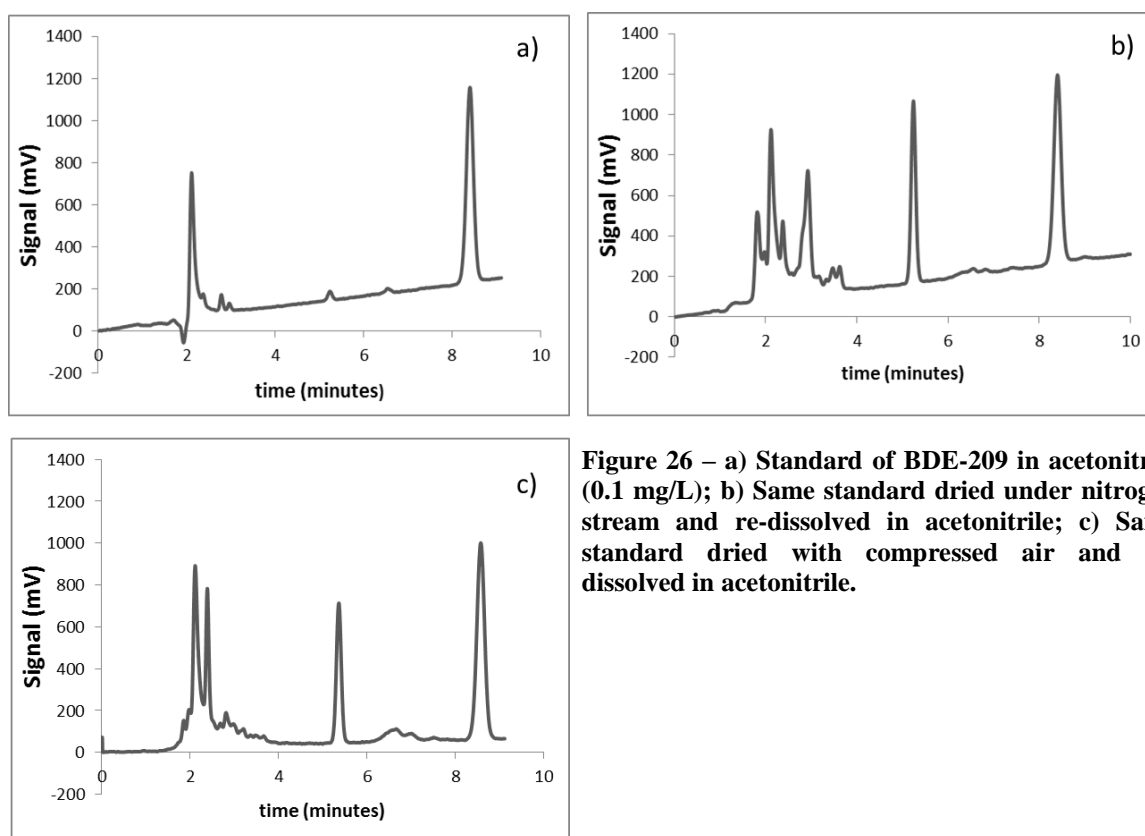 a)
1400
1200
1000
800
600
400
200
0
-200
Signal (mV)
0 2 4 6 8 10
time (minutes)
b)
1400
1200
1000
800
600
400
200
0
-200
Signal (mV)
0 2 4 6 8 10
time (minutes)
c)
1400
1200
1000
800
600
400
200
0
-200
Signal (mV)
0 2 4 6 8 10
time (minutes)
Figure 26 – a) Standard of BDE-209 in
(0.1 mg/L); b) Same standard dried under
stream and re-dissolved in acetonitrile; c)
standard dried with compressed air and
dissolved in acetonitrile.